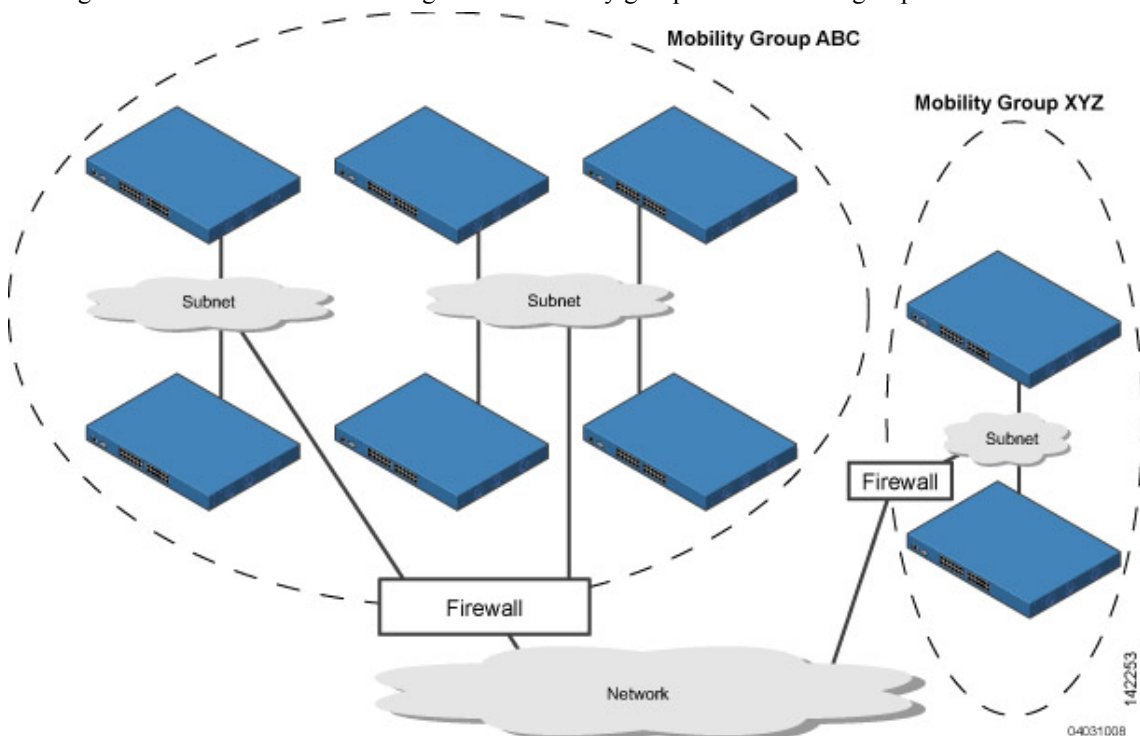 Mobility Group ABC
Mobility Group XYZ
Subnet
Subnet
Subnet
Firewall
Firewall
Network
142253
04031008